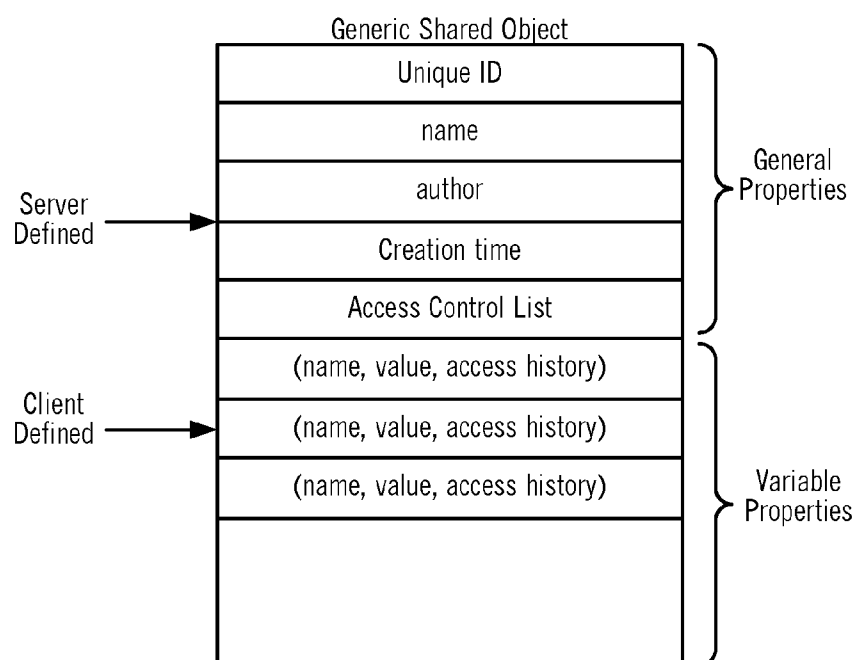 Generic Shared Object
Unique ID
name
author
Creation time
Access Control List
(name, value, access history)
(name, value, access history)
(name, value, access history)
Server
Defined
Client
Defined
General
Properties
Variable
Properties